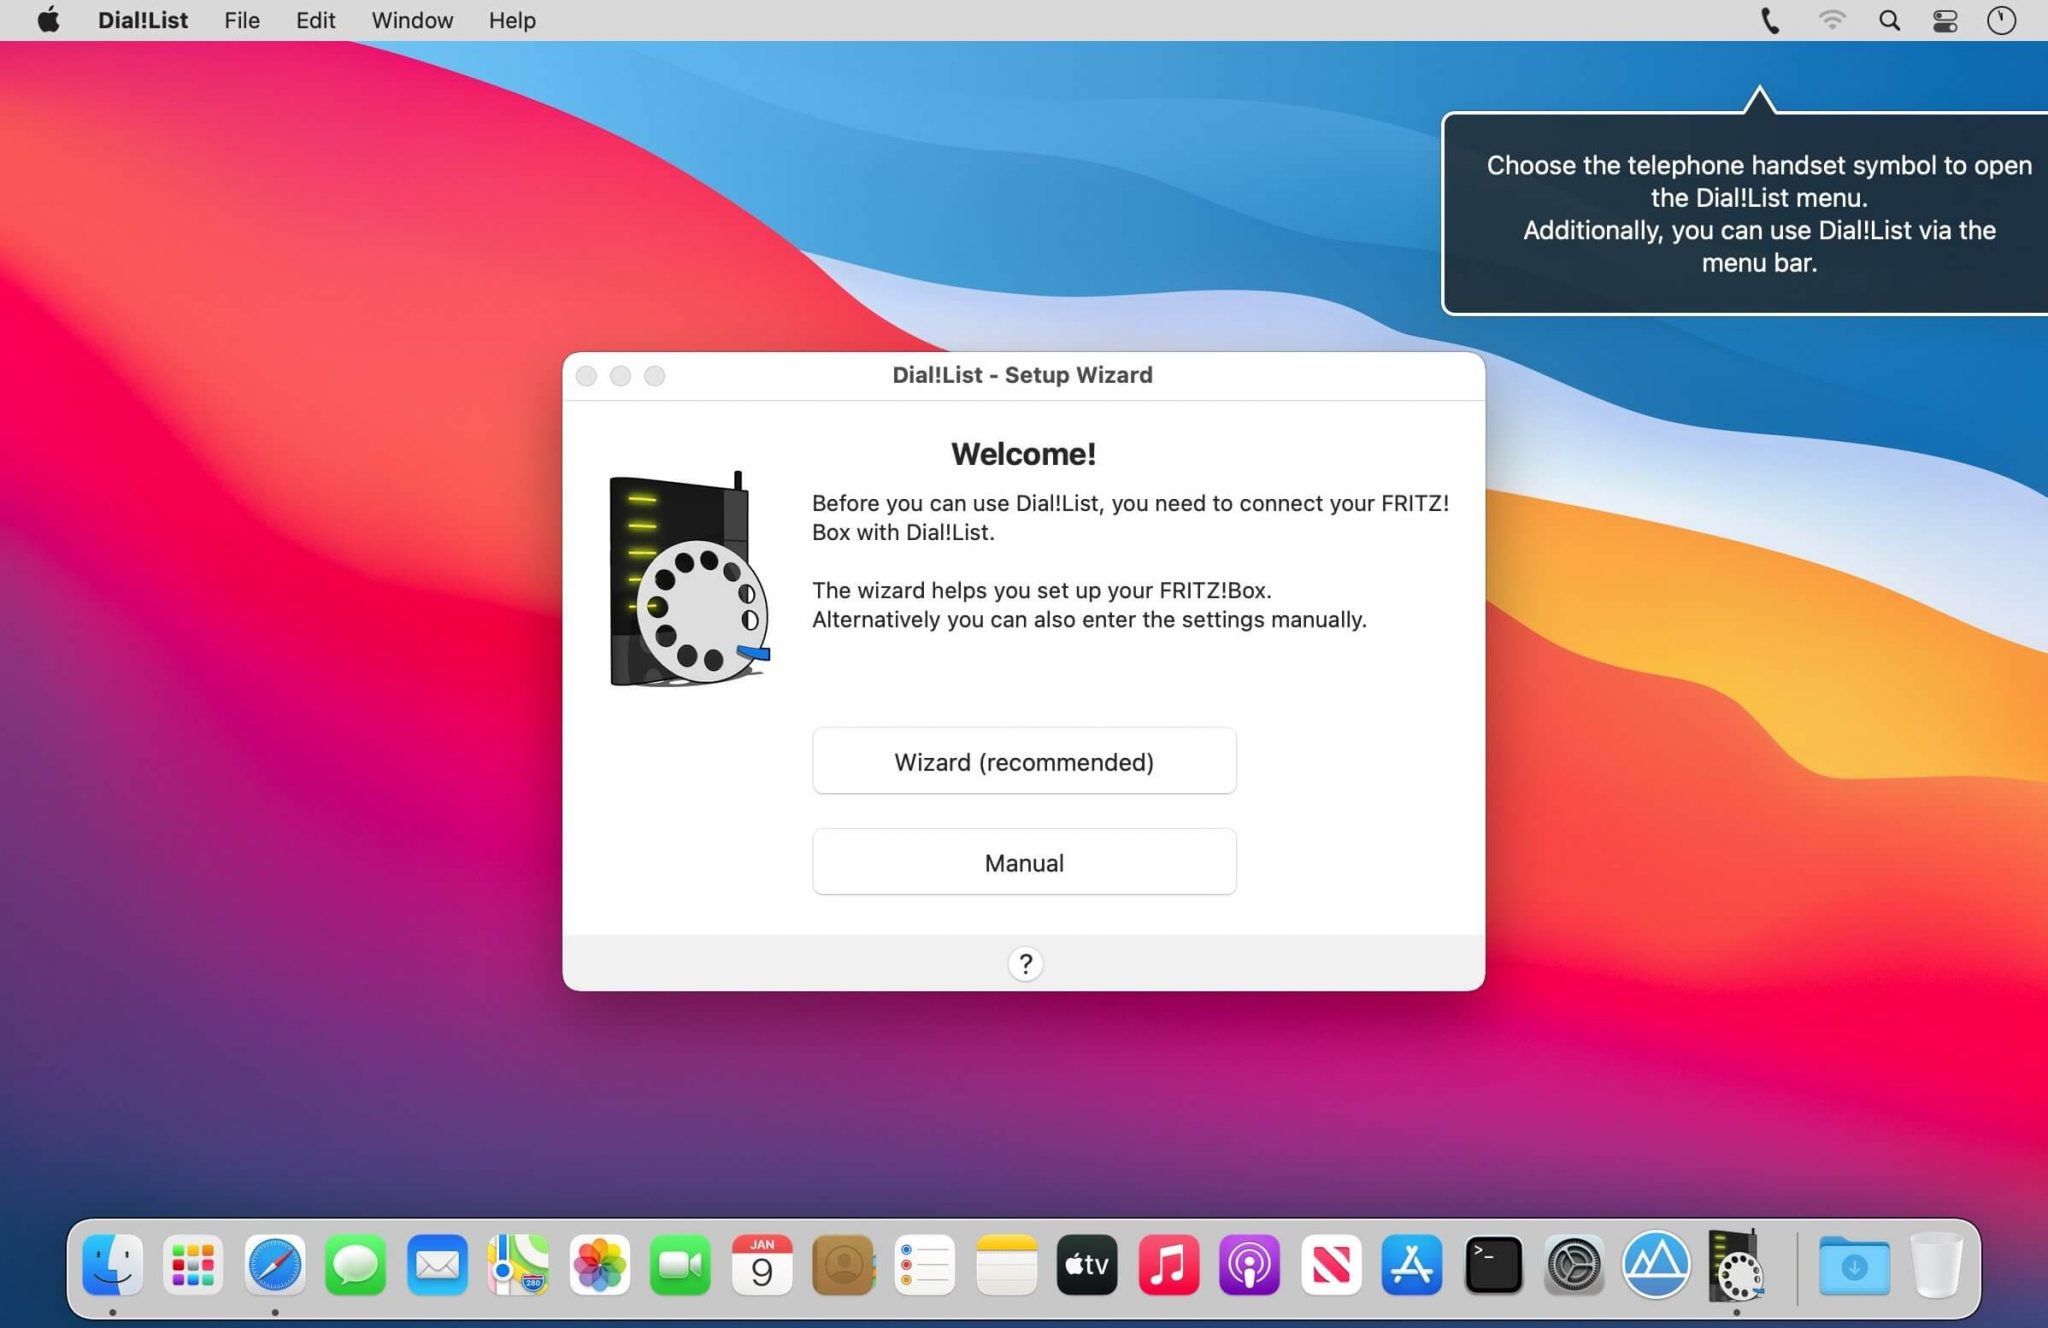 Dial!List File Edit Window Help
Choose the telephone handset symbol to open
the Dial!List menu.
Additionally, you can use Dial!List via the
menu bar.
Dial!List - Setup Wizard
Welcome!
Before you can use Dial!List, you need to connect your FRITZ!
Box with Dial!List.
The wizard helps you set up your FRITZ!Box.
Alternatively you can also enter the settings manually.
Wizard (recommended)
Manual
?
280
JAN
9
tv
>_